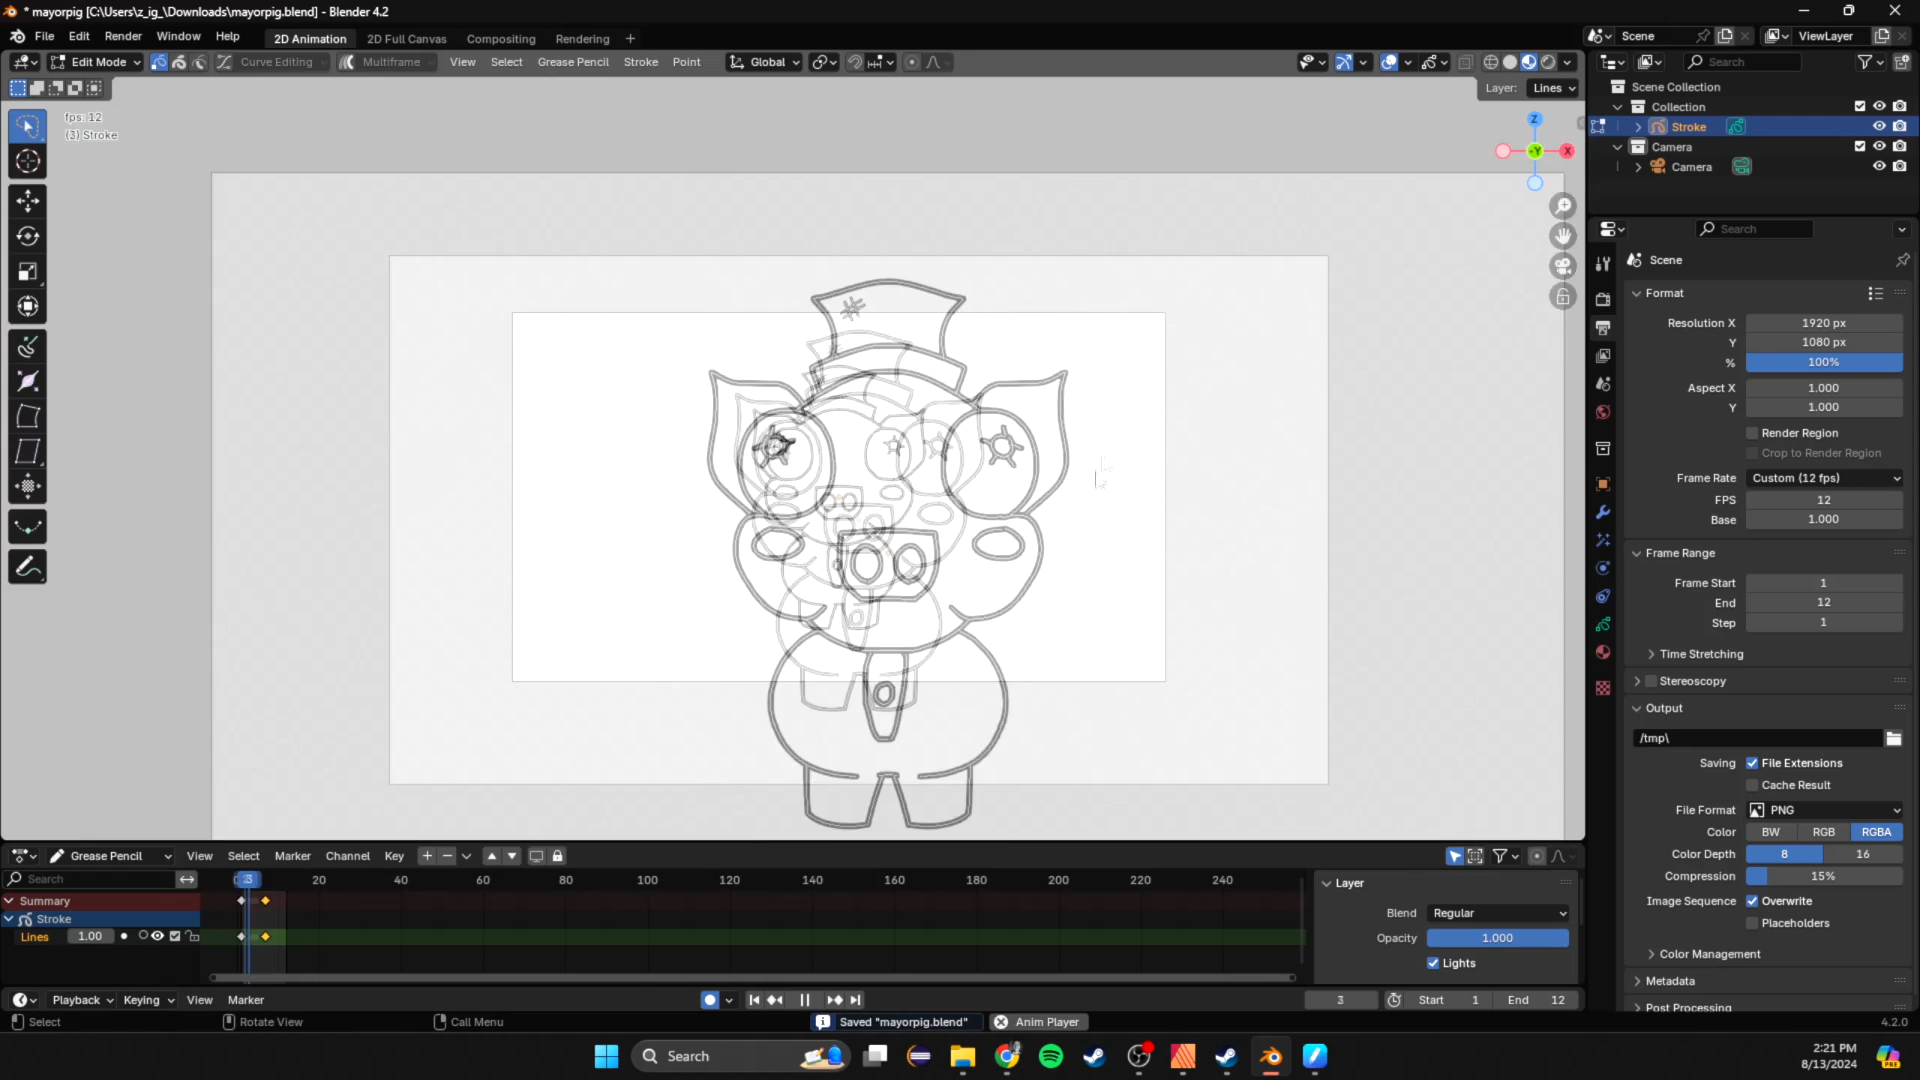 * mayorpig [C:\Users\z_ig_\Downloads\mayorpig.blend] - Blender 4.2
File Edit Render Window Help 2D Animation 2D Full Canvas Compositing Rendering + Scene ViewLayer
Edit Mode Curve Editing Multiframe View Select Grease Pencil Stroke Point Global Search
Layer: Lines
Scene Collection
Collection
fps: 12
(3) Stroke
Stroke
Camera
Camera
Z
-Y X
Search
Scene
Format
Resolution X 1920 px
Y 1080 px
% 100%
Aspect X 1.000
Y 1.000
Render Region
Crop to Render Region
Frame Rate Custom (12 fps)
FPS 12
Base 1.000
Frame Range
Frame Start 1
End 12
Step 1
Time Stretching
Stereoscopy
Output
/tmp\
Saving File Extensions
Cache Result
File Format PNG
Color BW RGB RGBA
Color Depth 8 16
Compression 15%
Image Sequence Overwrite
Placeholders
Color Management
Metadata
Post Processing
Grease Pencil View Select Marker Channel Key
Search 3 20 40 60 80 100 120 140 160 180 200 220 240
Summary
Stroke
Lines 1.00
Layer
Blend Regular
Opacity 1.000
Lights
Playback Keying View Marker 3 Start 1 End 12
Select Rotate View Call Menu Saved "mayorpig.blend" Anim Player 4.2.0
Search
2:21 PM
8/13/2024